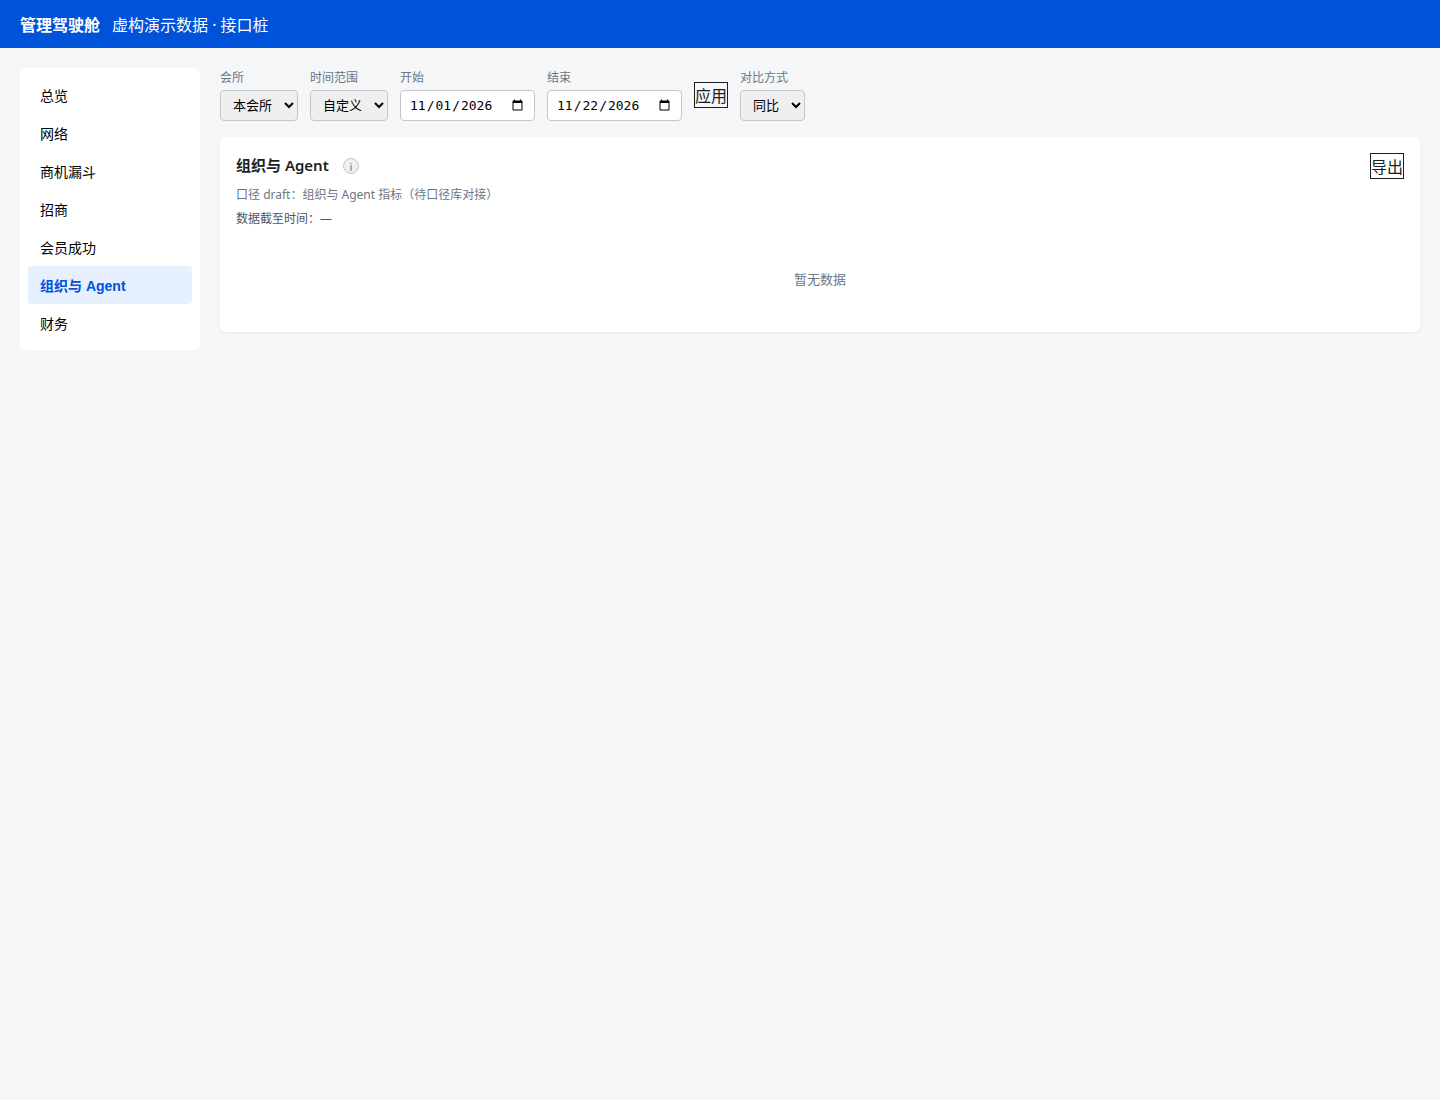 管理驾驶舱 虚构演示数据 · 接口桩
总览
网络
商机漏斗
招商
会员成功
组织与 Agent
财务
会所 时间范围 开始 结束 对比方式
本会所 自定义 11/01/2026 11/22/2026 应用 同比
组织与 Agent i 导出
口径 draft：组织与 Agent 指标（待口径库对接）
数据截至时间：—
暂无数据